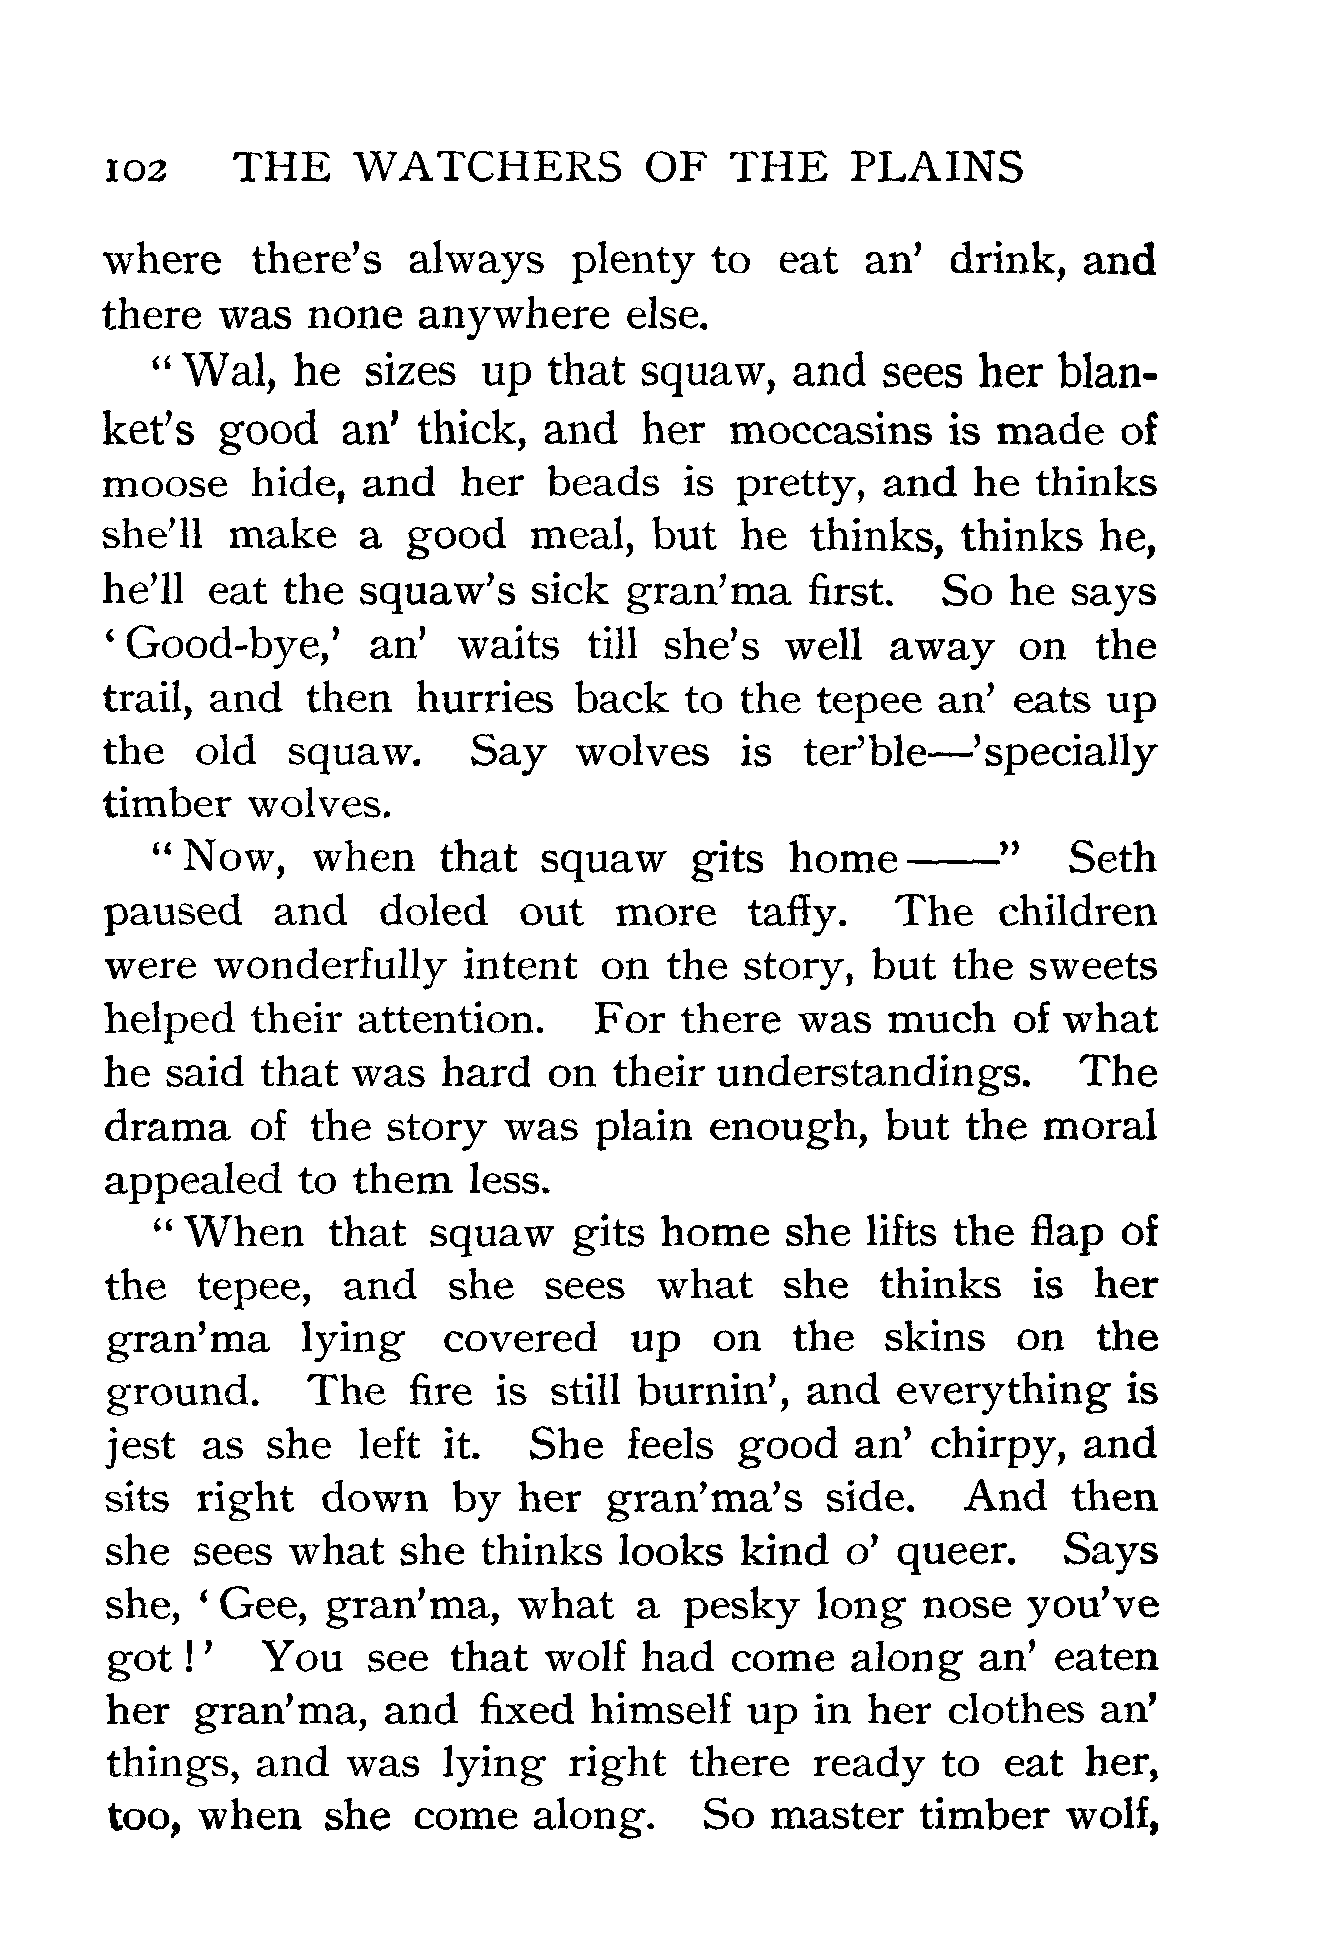 102 THE WATCHERS OF THE PLAINS
where there's always plenty to eat an' drink, and
there was none anywhere else.
“ Wal, he sizes up that squaw, and sees her blan-
ket's good an' thick, and her moccasins is made of
moose hide, and her beads is pretty, and he thinks
she'll make a good meal, but he thinks, thinks he,
he'll eat the squaw's sick gran'ma first. So he says
‘ Good-bye,’ an' waits till she's well away on the
trail, and then hurries back to the tepee an' eats up
the old squaw. Say wolves is ter'ble—'specially
timber wolves.
“ Now, when that squaw gits home——” Seth
paused and doled out more taffy. The children
were wonderfully intent on the story, but the sweets
helped their attention. For there was much of what
he said that was hard on their understandings. The
drama of the story was plain enough, but the moral
appealed to them less.
“ When that squaw gits home she lifts the flap of
the tepee, and she sees what she thinks is her
gran'ma lying covered up on the skins on the
ground. The fire is still burnin', and everything is
jest as she left it. She feels good an' chirpy, and
sits right down by her gran'ma's side. And then
she sees what she thinks looks kind o' queer. Says
she, ‘ Gee, gran'ma, what a pesky long nose you've
got ! ’ You see that wolf had come along an' eaten
her gran'ma, and fixed himself up in her clothes an'
things, and was lying right there ready to eat her,
too, when she come along. So master timber wolf,